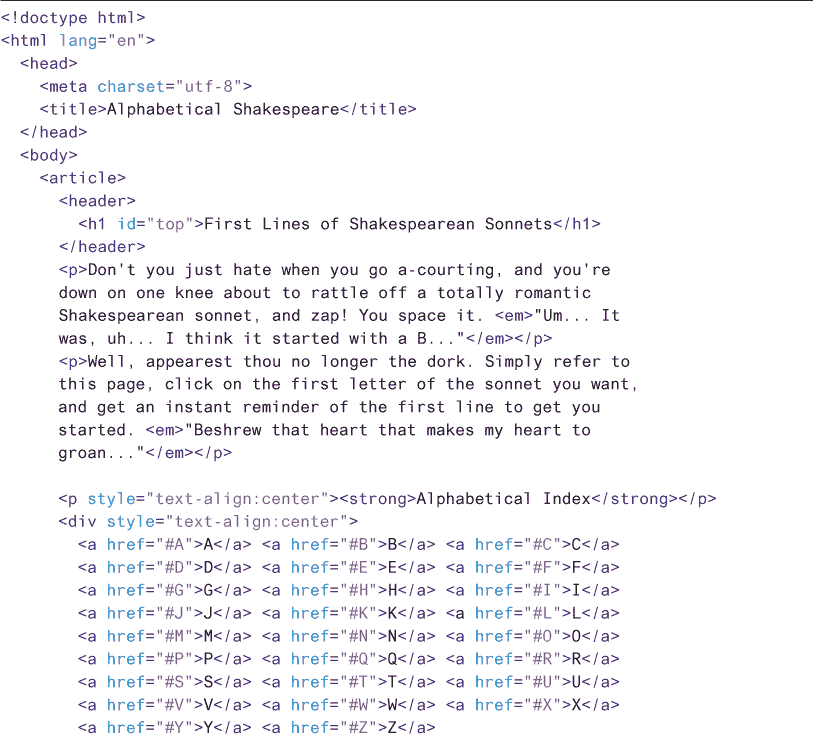 <!doctype html>
<html lang="en">
  <head>
    <meta charset="utf-8">
    <title>Alphabetical Shakespeare</title>
  </head>
  <body>
    <article>
      <header>
        <h1 id="top">First Lines of Shakespearean Sonnets</h1>
      </header>
      <p>Don't you just hate when you go a-courting, and you're
      down on one knee about to rattle off a totally romantic
      Shakespearean sonnet, and zap! You space it. <em>"Um... It
      was, uh... I think it started with a B..."</em></p>
      <p>Well, appearest thou no longer the dork. Simply refer to
      this page, click on the first letter of the sonnet you want,
      and get an instant reminder of the first line to get you
      started. <em>"Beshrew that heart that makes my heart to
      groan..."</em></p>

      <p style="text-align:center"><strong>Alphabetical Index</strong></p>
      <div style="text-align:center">
        <a href="#A">A</a> <a href="#B">B</a> <a href="#C">C</a>
        <a href="#D">D</a> <a href="#E">E</a> <a href="#F">F</a>
        <a href="#G">G</a> <a href="#H">H</a> <a href="#I">I</a>
        <a href="#J">J</a> <a href="#K">K</a> <a href="#L">L</a>
        <a href="#M">M</a> <a href="#N">N</a> <a href="#O">O</a>
        <a href="#P">P</a> <a href="#Q">Q</a> <a href="#R">R</a>
        <a href="#S">S</a> <a href="#T">T</a> <a href="#U">U</a>
        <a href="#V">V</a> <a href="#W">W</a> <a href="#X">X</a>
        <a href="#Y">Y</a> <a href="#Z">Z</a>